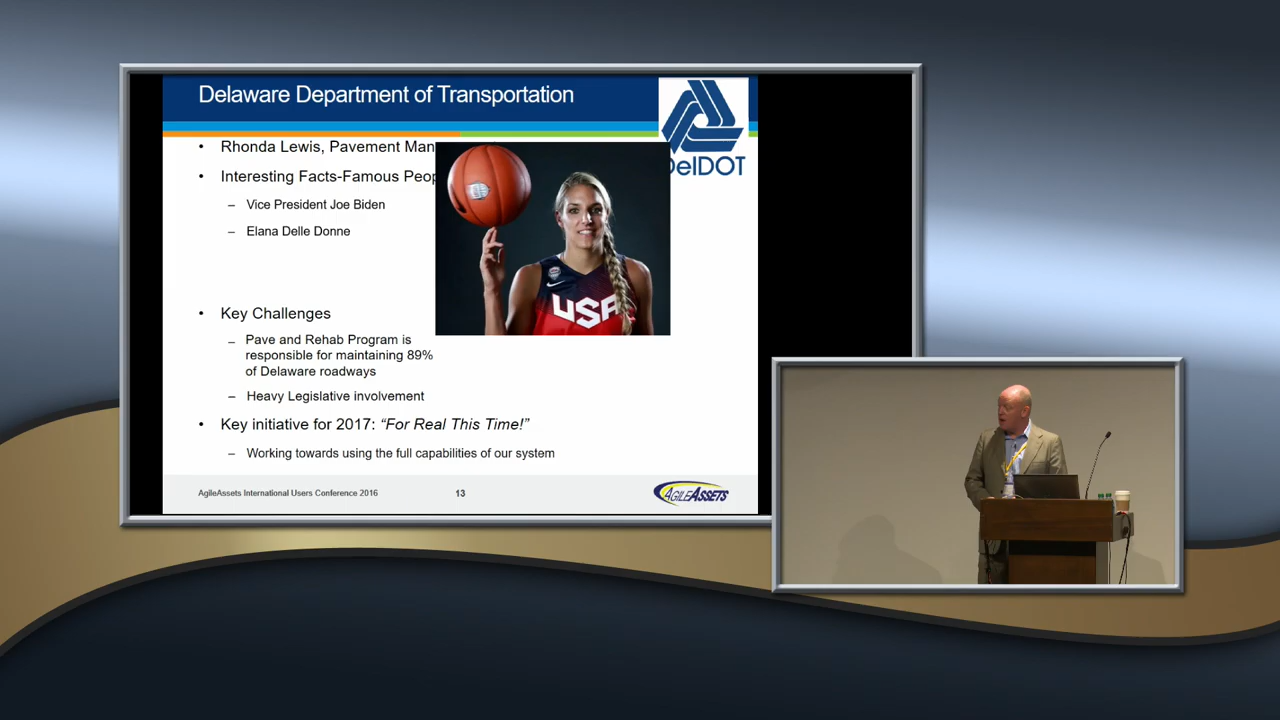 Delaware Department of Transportation
Rhonda Lewis, Pavement Man
Interesting Facts-Famous Peop
– Vice President Joe Biden
– Elana Delle Donne
USA
DelDOT
Key Challenges
– Pave and Rehab Program is
responsible for maintaining 89%
of Delaware roadways
– Heavy Legislative involvement
Key initiative for 2017: “For Real This Time!”
– Working towards using the full capabilities of our system
AgileAssets International Users Conference 2016
13
AGILEASSETS